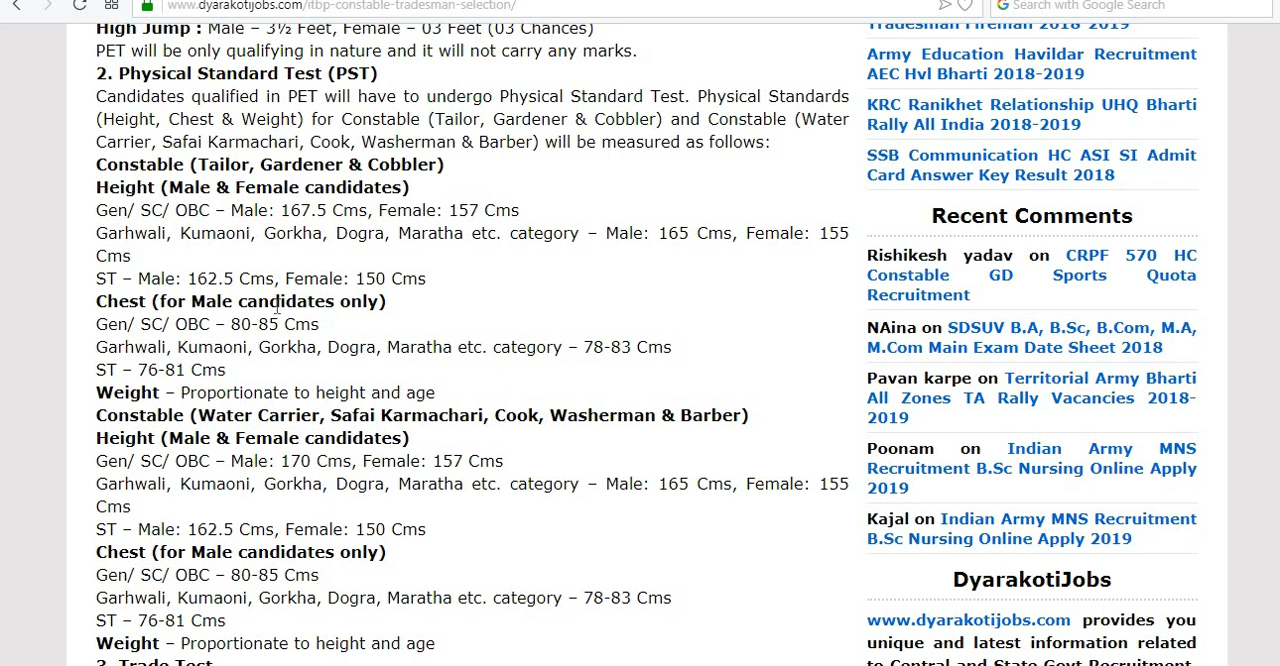 www.dyarakotijobs.com/itbp-constable-tradesman-selection/
Search with Google Search
High Jump : Male – 3½ Feet, Female – 03 Feet (03 Chances)
PET will be only qualifying in nature and it will not carry any marks.
2. Physical Standard Test (PST)
Candidates qualified in PET will have to undergo Physical Standard Test. Physical Standards
(Height, Chest & Weight) for Constable (Tailor, Gardener & Cobbler) and Constable (Water
Carrier, Safai Karmachari, Cook, Washerman & Barber) will be measured as follows:
Constable (Tailor, Gardener & Cobbler)
Height (Male & Female candidates)
Gen/ SC/ OBC – Male: 167.5 Cms, Female: 157 Cms
Garhwali, Kumaoni, Gorkha, Dogra, Maratha etc. category – Male: 165 Cms, Female: 155
Cms
ST – Male: 162.5 Cms, Female: 150 Cms
Chest (for Male candidates only)
Gen/ SC/ OBC – 80-85 Cms
Garhwali, Kumaoni, Gorkha, Dogra, Maratha etc. category – 78-83 Cms
ST – 76-81 Cms
Weight – Proportionate to height and age
Constable (Water Carrier, Safai Karmachari, Cook, Washerman & Barber)
Height (Male & Female candidates)
Gen/ SC/ OBC – Male: 170 Cms, Female: 157 Cms
Garhwali, Kumaoni, Gorkha, Dogra, Maratha etc. category – Male: 165 Cms, Female: 155
Cms
ST – Male: 162.5 Cms, Female: 150 Cms
Chest (for Male candidates only)
Gen/ SC/ OBC – 80-85 Cms
Garhwali, Kumaoni, Gorkha, Dogra, Maratha etc. category – 78-83 Cms
ST – 76-81 Cms
Weight – Proportionate to height and age
3. Trade Test
Tradesman Fireman 2018-2019
Army Education Havildar Recruitment
AEC Hvl Bharti 2018-2019
KRC Ranikhet Relationship UHQ Bharti
Rally All India 2018-2019
SSB Communication HC ASI SI Admit
Card Answer Key Result 2018
Recent Comments
Rishikesh yadav on CRPF 570 HC
Constable GD Sports Quota
Recruitment
NAina on SDSUV B.A, B.Sc, B.Com, M.A,
M.Com Main Exam Date Sheet 2018
Pavan karpe on Territorial Army Bharti
All Zones TA Rally Vacancies 2018-
2019
Poonam on Indian Army MNS
Recruitment B.Sc Nursing Online Apply
2019
Kajal on Indian Army MNS Recruitment
B.Sc Nursing Online Apply 2019
DyarakotiJobs
www.dyarakotijobs.com provides you
unique and latest information related
to Central and State Govt Recruitment